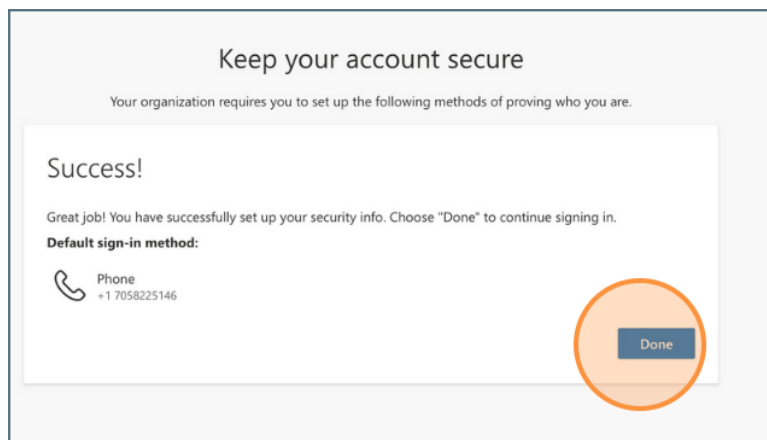 Keep your account secure
Your organization requires you to set up the following methods of proving who you are.
Success!
Great job! You have successfully set up your security info. Choose "Done" to continue signing in.
Default sign-in method:
Phone
+1 7058225146
Done